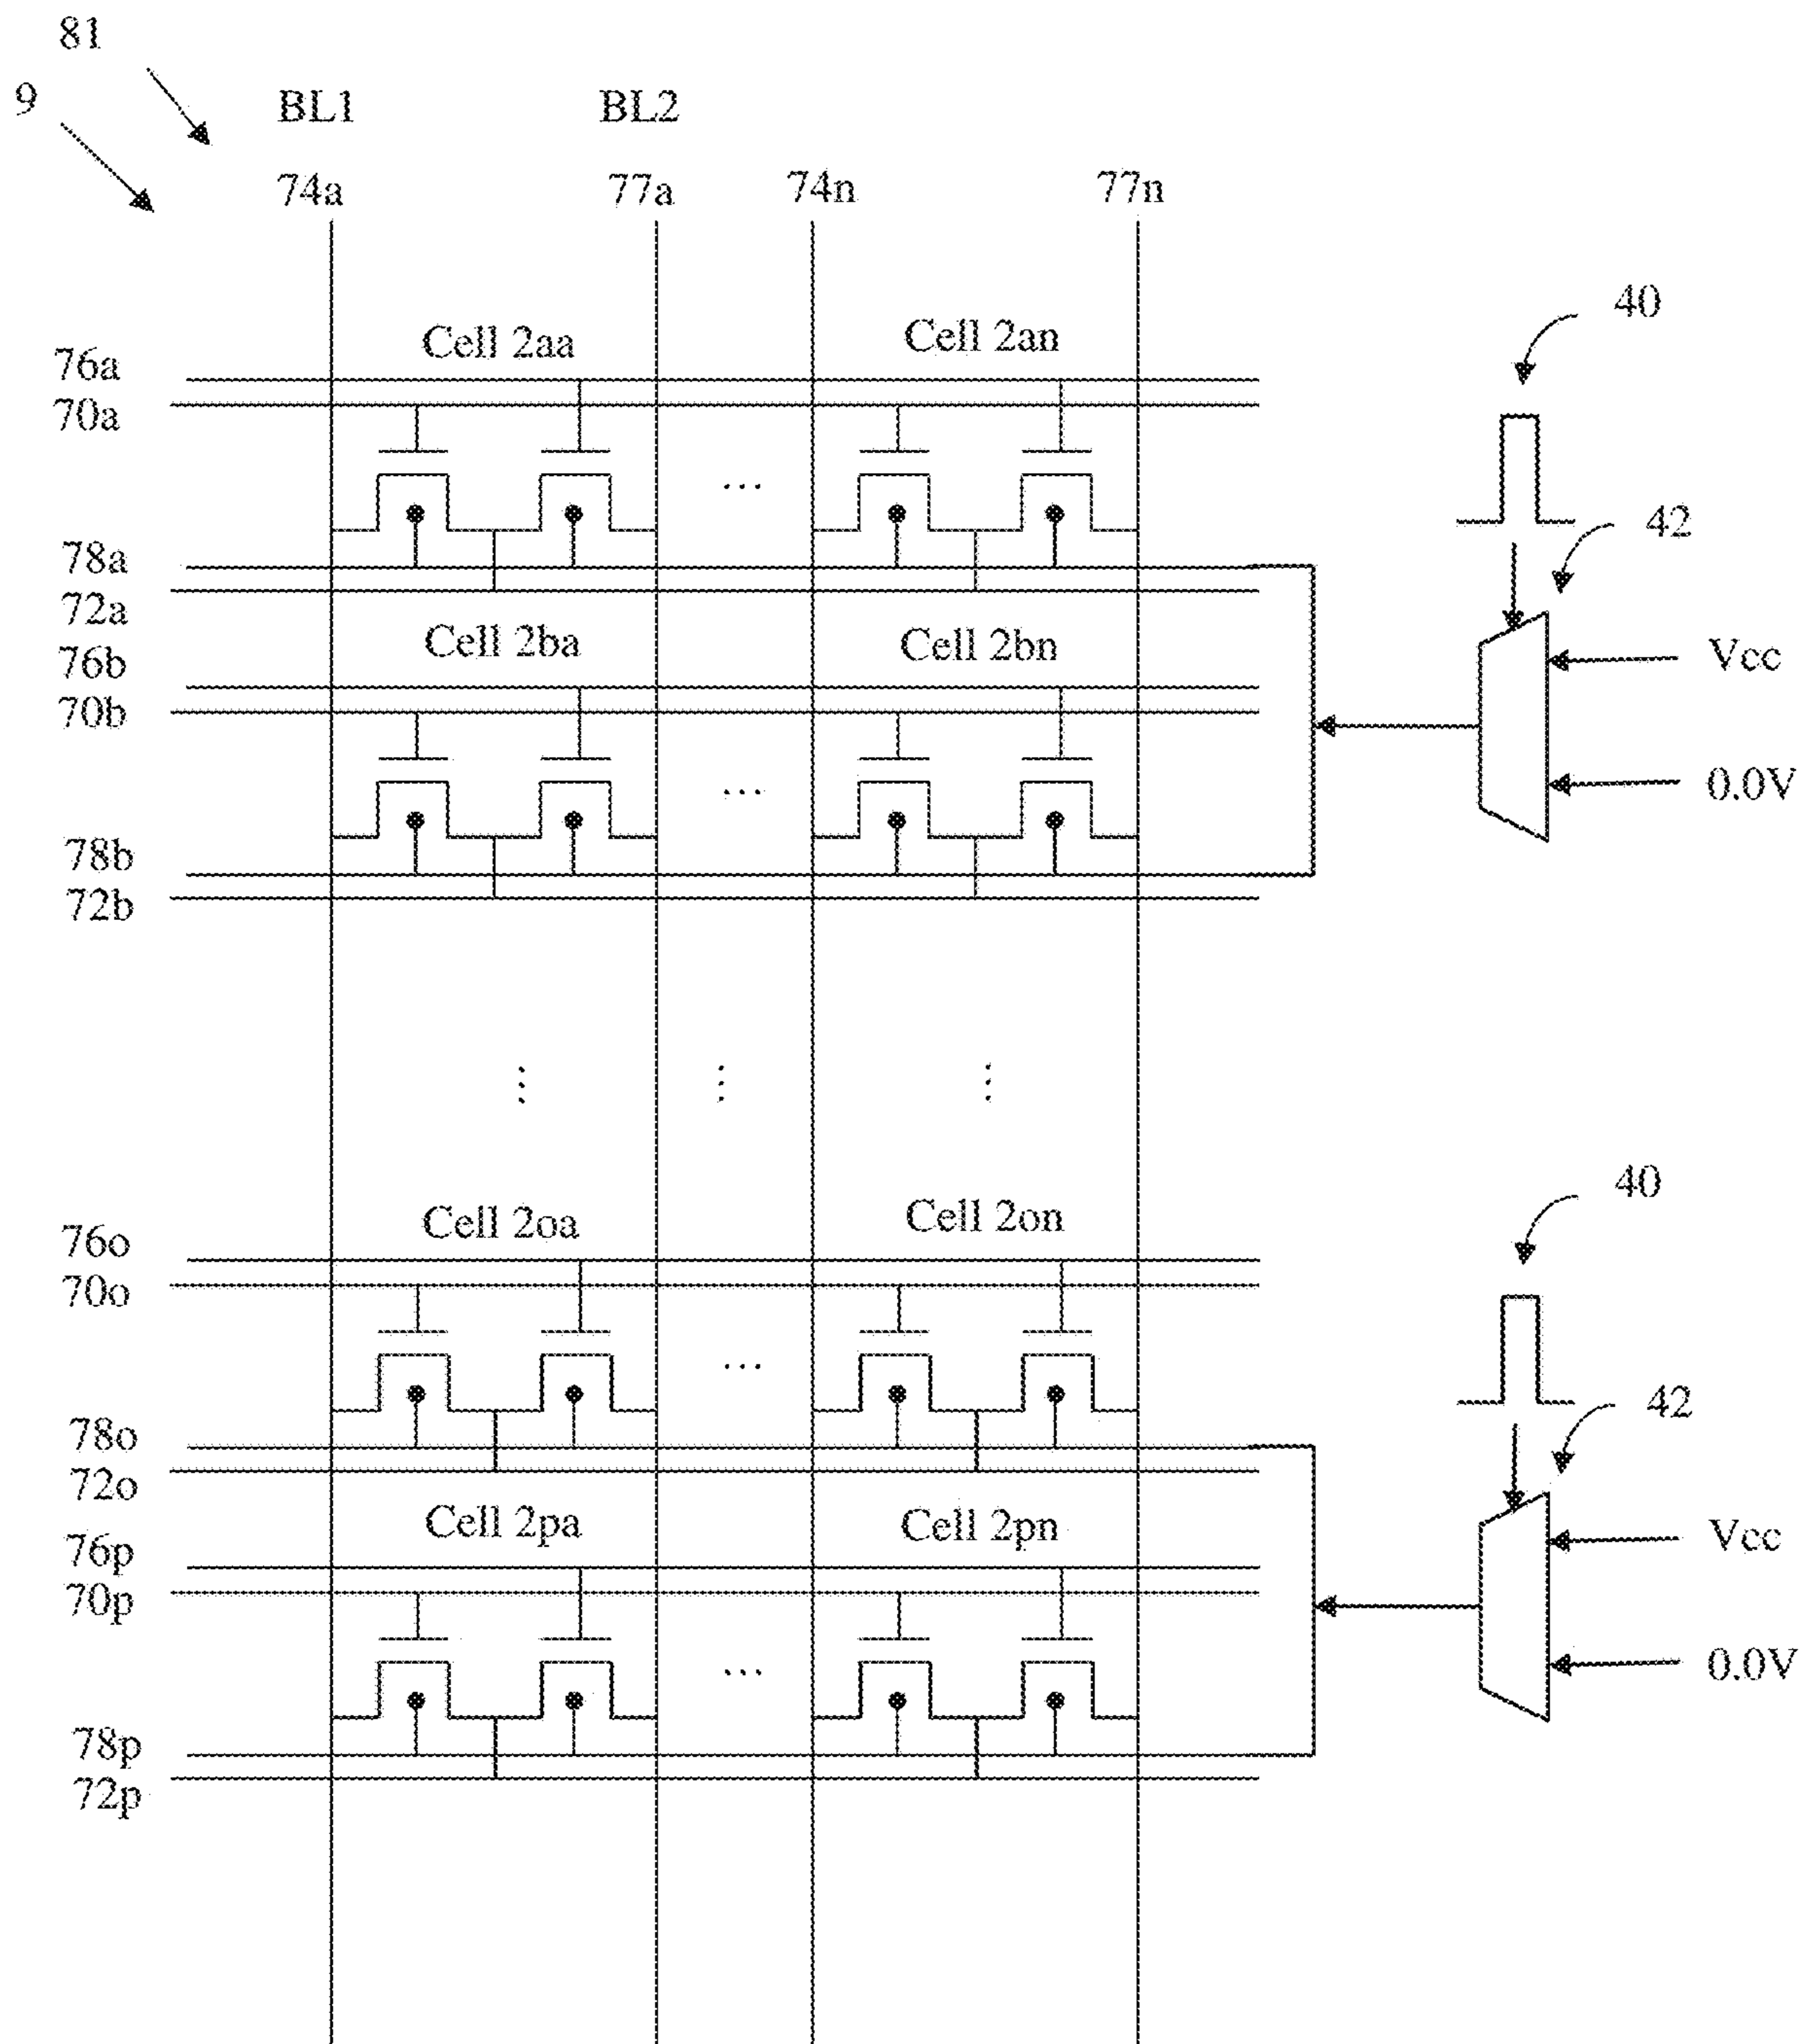 81
9
BL1 BL2
74a 77a 74n 77n
40
Cell 2aa Cell 2an
76a
70a
42
78a
72a
Cell 2ba Cell 2bn
76b
Vcc
70b
0.0V
78b
72b
⋮ ⋮ ⋮
40
Cell 2oa Cell 2on
76o
70o
42
78o
72o
Cell 2pa Cell 2pn
Vcc
76p
70p
0.0V
78p
72p